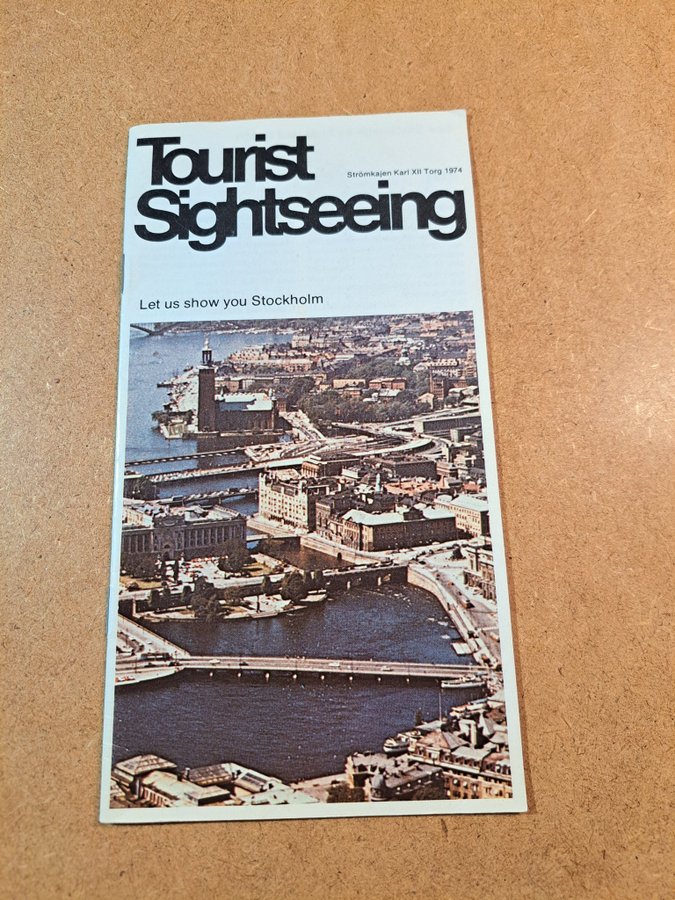 Tourist
Strömkajen Karl XII Torg 1974
Sightseeing
Let us show you Stockholm